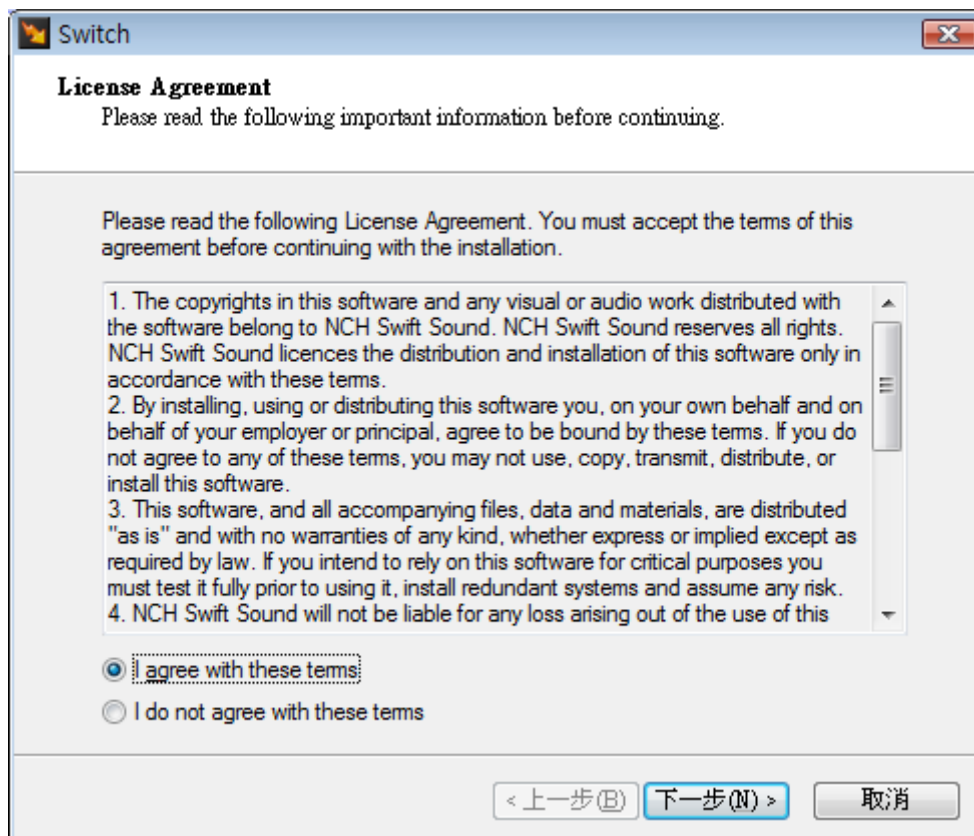 Switch
License Agreement
Please read the following important information before continuing.
Please read the following License Agreement. You must accept the terms of this
agreement before continuing with the installation.
1. The copyrights in this software and any visual or audio work distributed with
the software belong to NCH Swift Sound. NCH Swift Sound reserves all rights.
NCH Swift Sound licences the distribution and installation of this software only in
accordance with these terms.
2. By installing, using or distributing this software you, on your own behalf and on
behalf of your employer or principal, agree to be bound by these terms. If you do
not agree to any of these terms, you may not use, copy, transmit, distribute, or
install this software.
3. This software, and all accompanying files, data and materials, are distributed
"as is" and with no warranties of any kind, whether express or implied except as
required by law. If you intend to rely on this software for critical purposes you
must test it fully prior to using it, install redundant systems and assume any risk.
4. NCH Swift Sound will not be liable for any loss arising out of the use of this
I agree with these terms
I do not agree with these terms
< 上一步(B) 下一步(N) > 取消